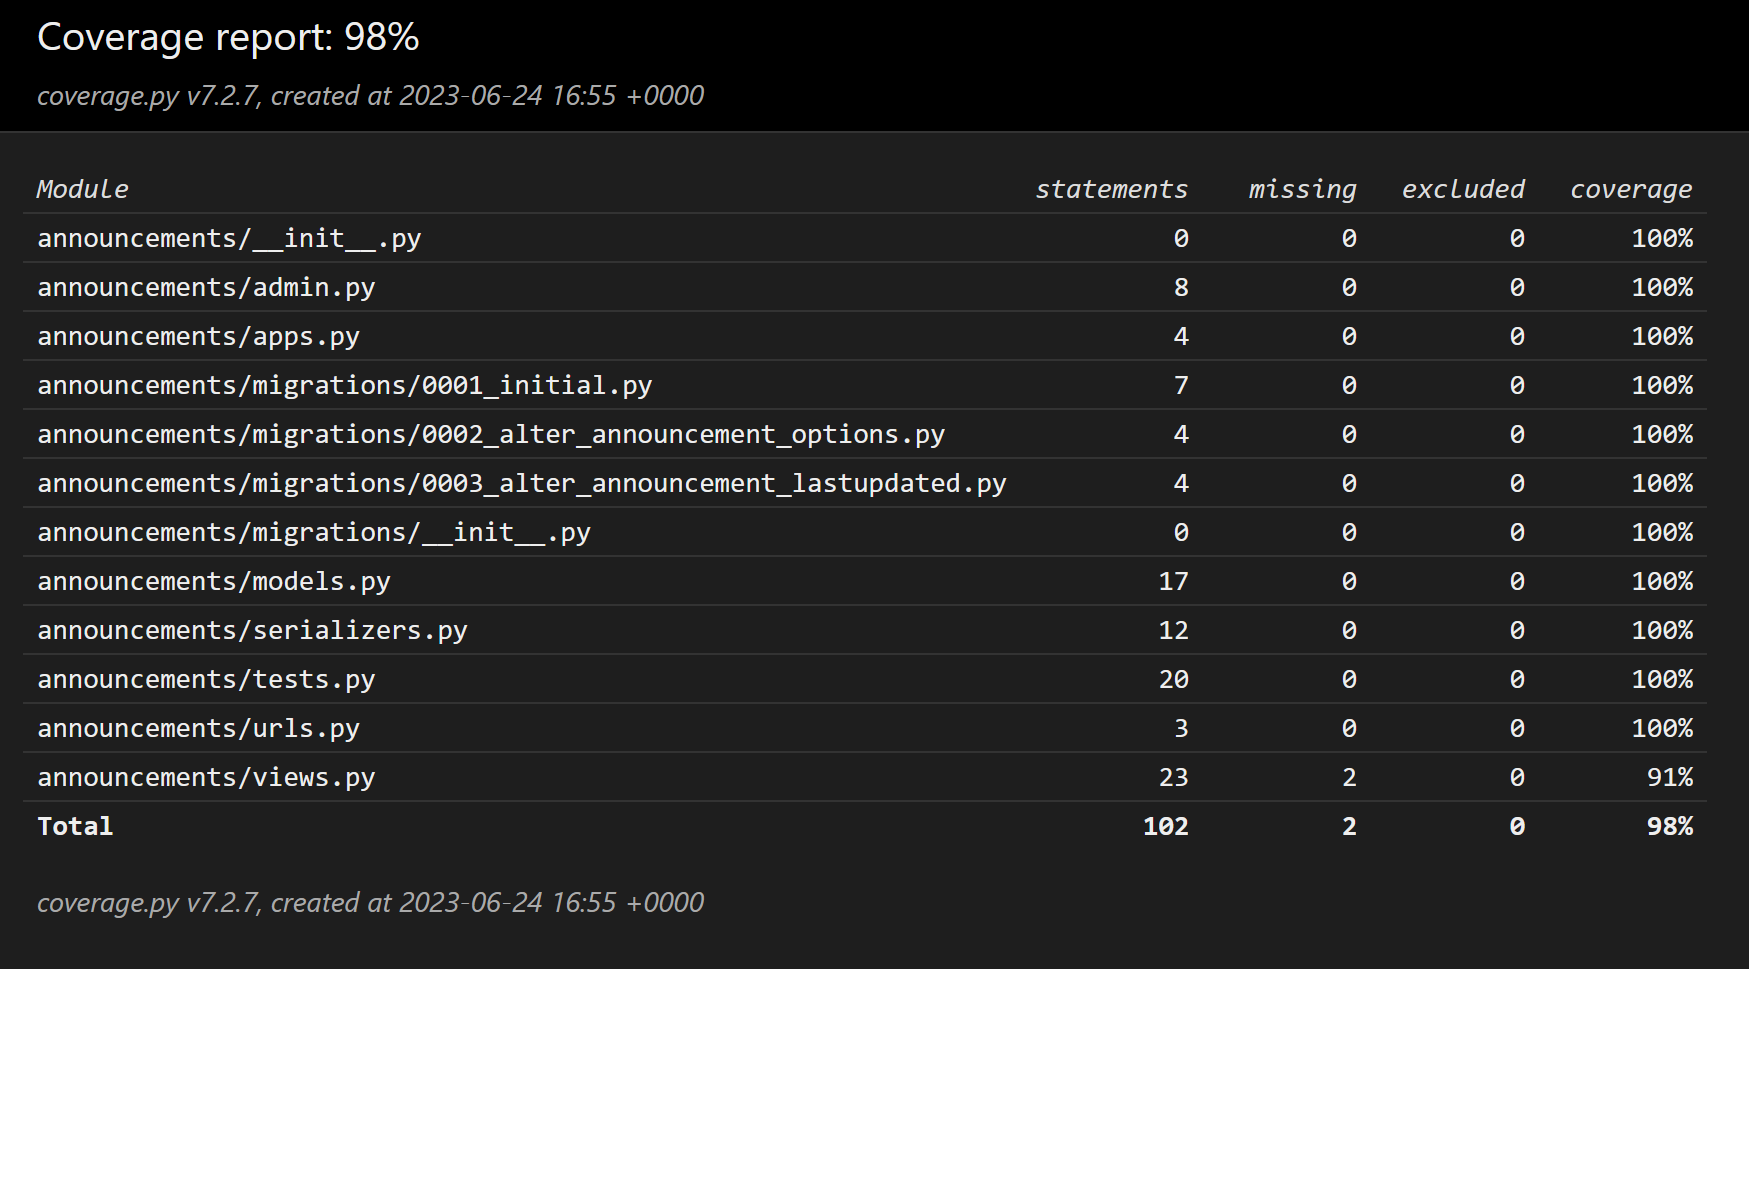 Coverage report: 98%
coverage.py v7.2.7, created at 2023-06-24 16:55 +0000
Module statements missing excluded coverage
announcements/__init__.py 0 0 0 100%
announcements/admin.py 8 0 0 100%
announcements/apps.py 4 0 0 100%
announcements/migrations/0001_initial.py 7 0 0 100%
announcements/migrations/0002_alter_announcement_options.py 4 0 0 100%
announcements/migrations/0003_alter_announcement_lastupdated.py 4 0 0 100%
announcements/migrations/__init__.py 0 0 0 100%
announcements/models.py 17 0 0 100%
announcements/serializers.py 12 0 0 100%
announcements/tests.py 20 0 0 100%
announcements/urls.py 3 0 0 100%
announcements/views.py 23 2 0 91%
Total 102 2 0 98%
coverage.py v7.2.7, created at 2023-06-24 16:55 +0000